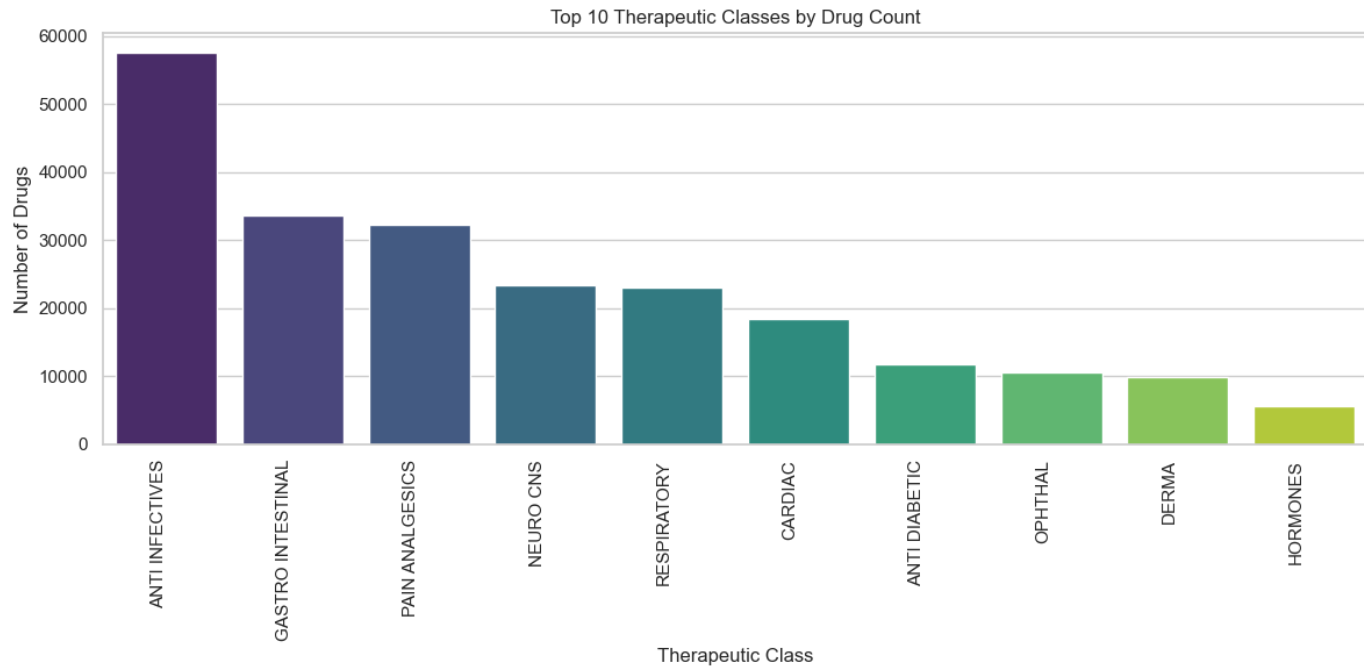 Top 10 Therapeutic Classes by Drug Count
Number of Drugs
60000
50000
40000
30000
20000
10000
0
ANTI INFECTIVES
GASTRO INTESTINAL
PAIN ANALGESICS
NEURO CNS
RESPIRATORY
CARDIAC
ANTI DIABETIC
OPHTHAL
DERMA
HORMONES
Therapeutic Class